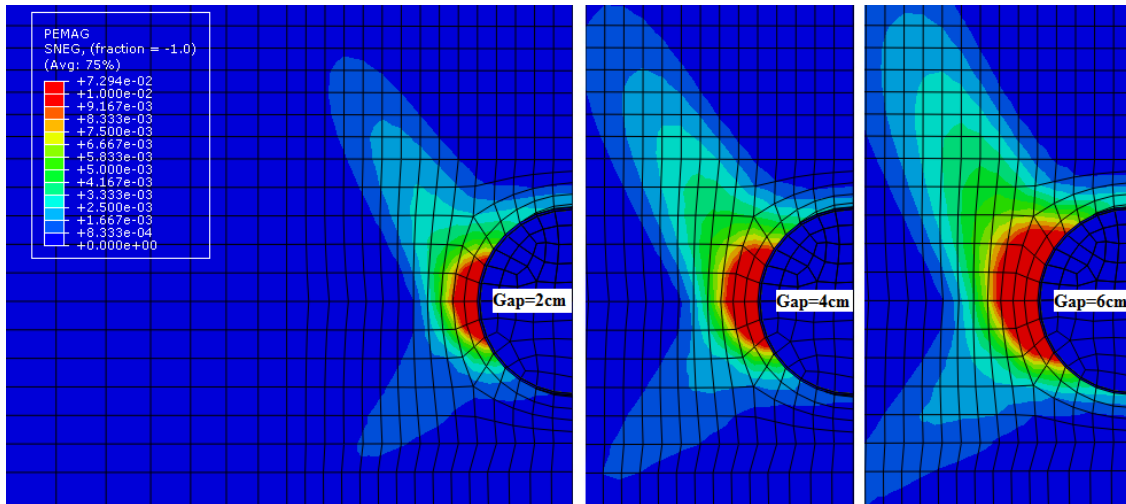 PEMAG
SNEG, (fraction = -1.0)
(Avg: 75%)
+7.294e-02
+1.000e-02
+9.167e-03
+8.333e-03
+7.500e-03
+6.667e-03
+5.833e-03
+5.000e-03
+4.167e-03
+3.333e-03
+2.500e-03
+1.667e-03
+8.333e-04
+0.000e+00
Gap=2cm
Gap=4cm
Gap=6cm